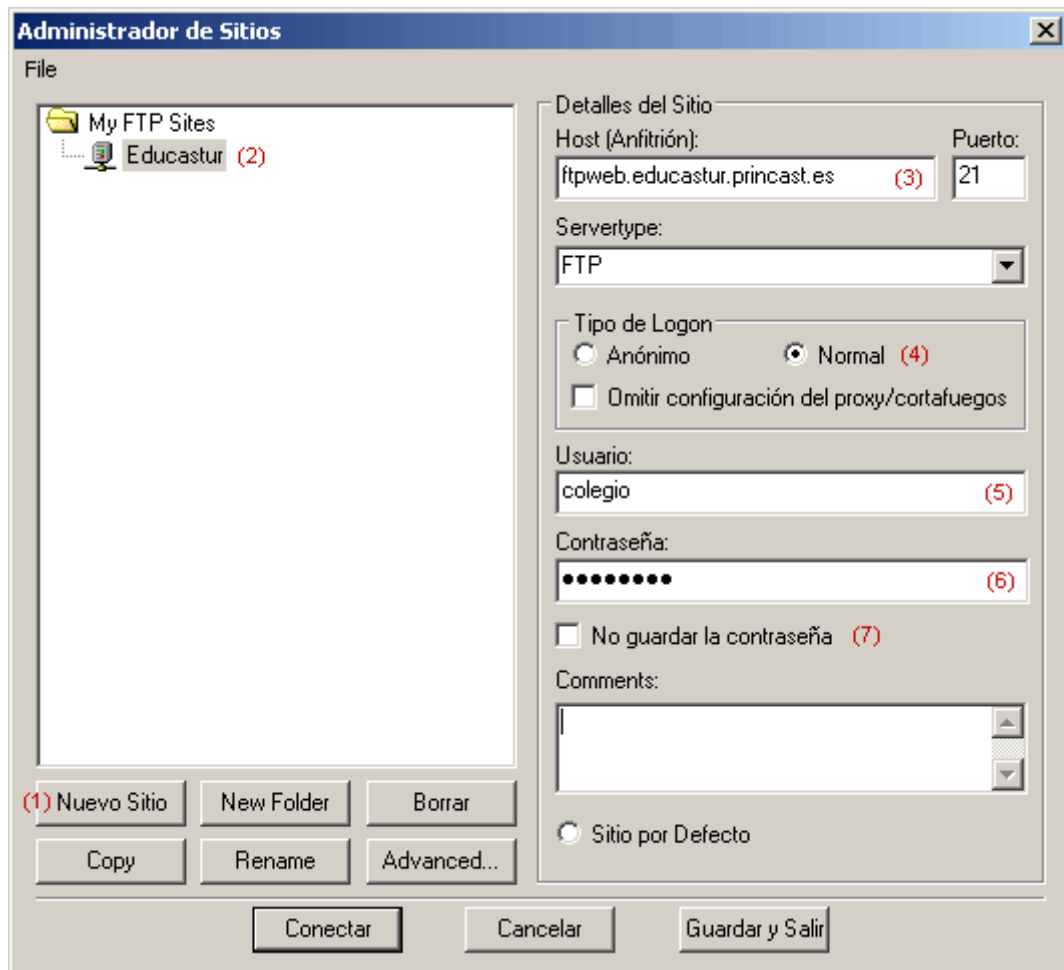 Administrador de Sitios
File
My FTP Sites
Educastur (2)
Detalles del Sitio
Host (Anfitrión): Puerto:
ftpweb.educastur.princast.es (3) 21
Servertype:
FTP
Tipo de Logon
Anónimo Normal (4)
Omitir configuración del proxy/cortafuegos
Usuario:
colegio (5)
Contraseña:
●●●●●●●● (6)
No guardar la contraseña (7)
Comments:
(1) Nuevo Sitio New Folder Borrar
Sitio por Defecto
Copy Rename Advanced...
Conectar Cancelar Guardar y Salir